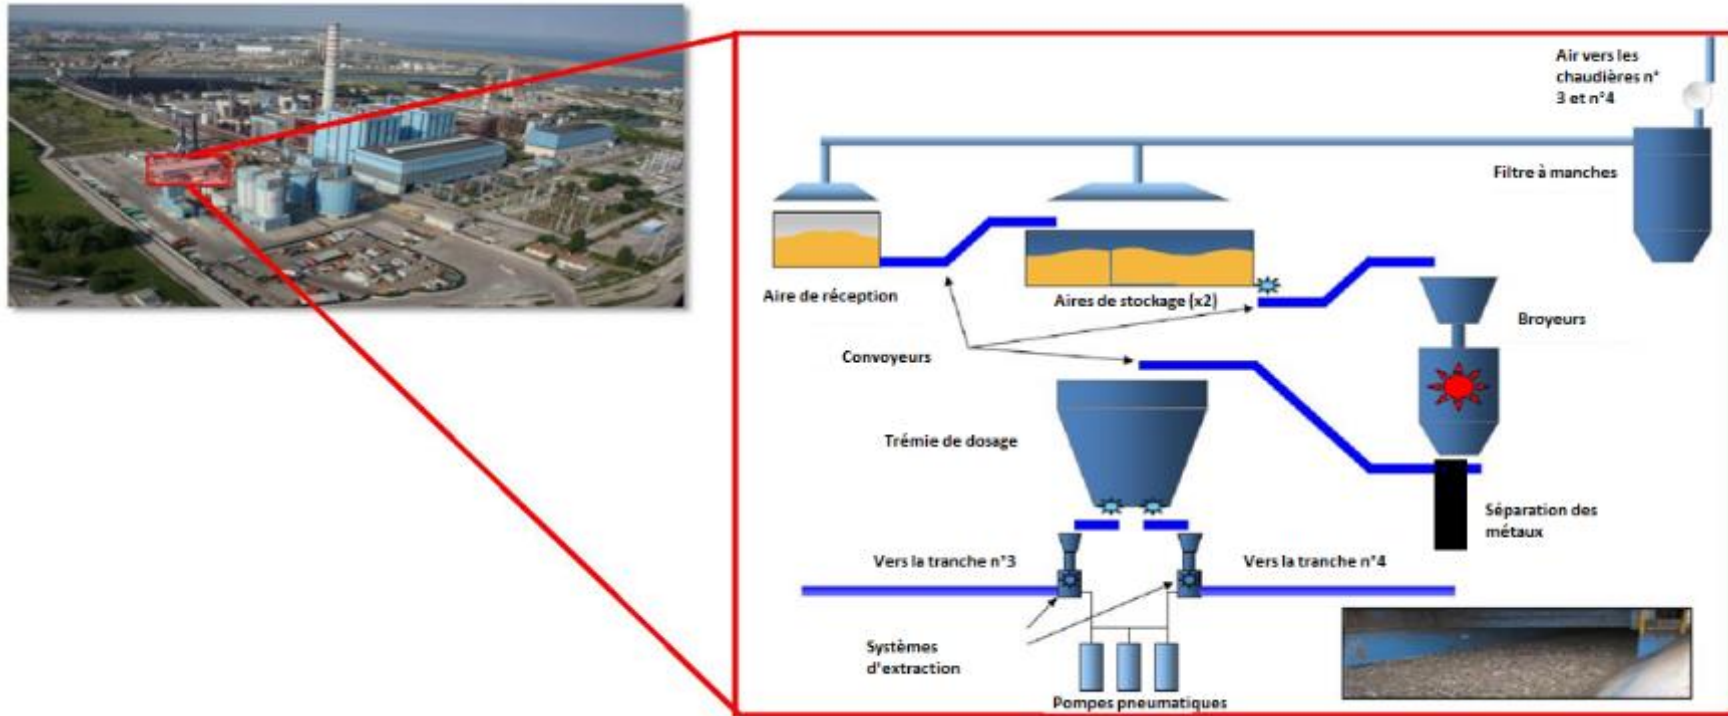 Air vers les
chaudières n°
3 et n°4
Filtre à manches
Aire de réception
Aires de stockage (x2)
Broyeurs
Convoyeurs
Trémie de dosage
Séparation des
métaux
Vers la tranche n°3
Vers la tranche n°4
Systèmes
d'extraction
Pompes pneumatiques